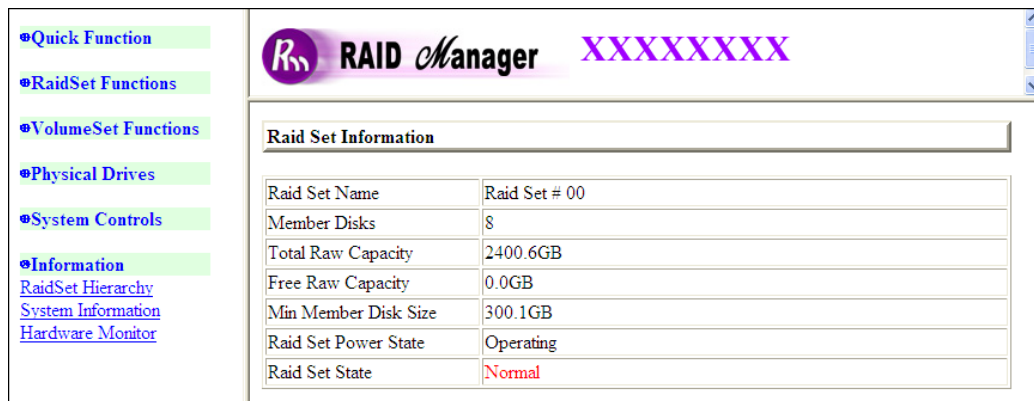 Quick Function
RaidSet Functions
VolumeSet Functions
Physical Drives
System Controls
Information
RaidSet Hierarchy
System Information
Hardware Monitor
Rm RAID Manager XXXXXXXX
Raid Set Information
Raid Set Name Raid Set # 00
Member Disks 8
Total Raw Capacity 2400.6GB
Free Raw Capacity 0.0GB
Min Member Disk Size 300.1GB
Raid Set Power State Operating
Raid Set State Normal